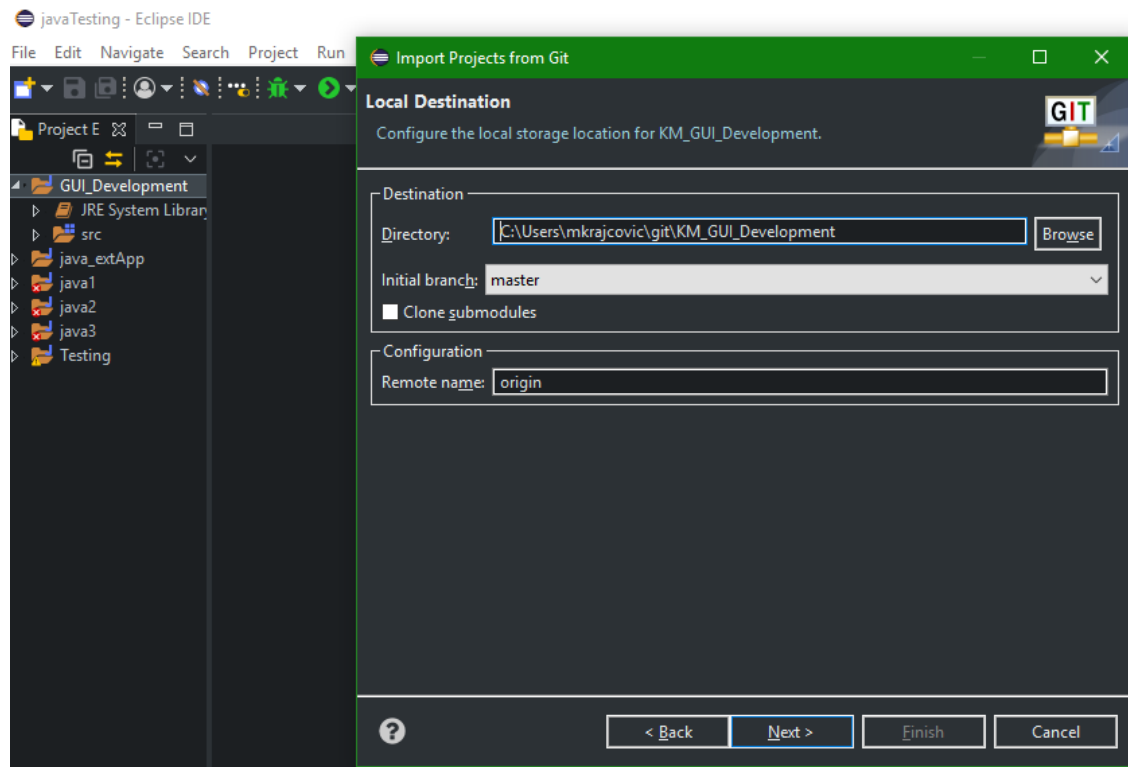 javaTesting - Eclipse IDE
File Edit Navigate Search Project Run
Project E
GUI_Development
JRE System Librar
src
java_extApp
java1
java2
java3
Testing
Import Projects from Git
Local Destination
Configure the local storage location for KM_GUI_Development.
GIT
Destination
Directory: C:\Users\mkrajcovic\git\KM_GUI_Development Browse
Initial branch: master
Clone submodules
Configuration
Remote name: origin
? < Back Next > Finish Cancel